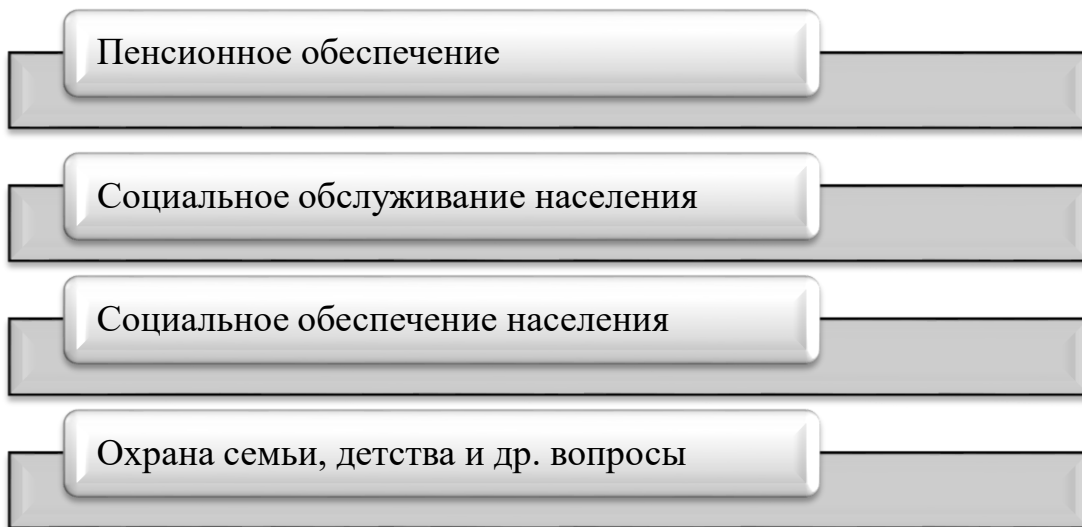 Пенсионное обеспечение
Социальное обслуживание населения
Социальное обеспечение населения
Охрана семьи, детства и др. вопросы